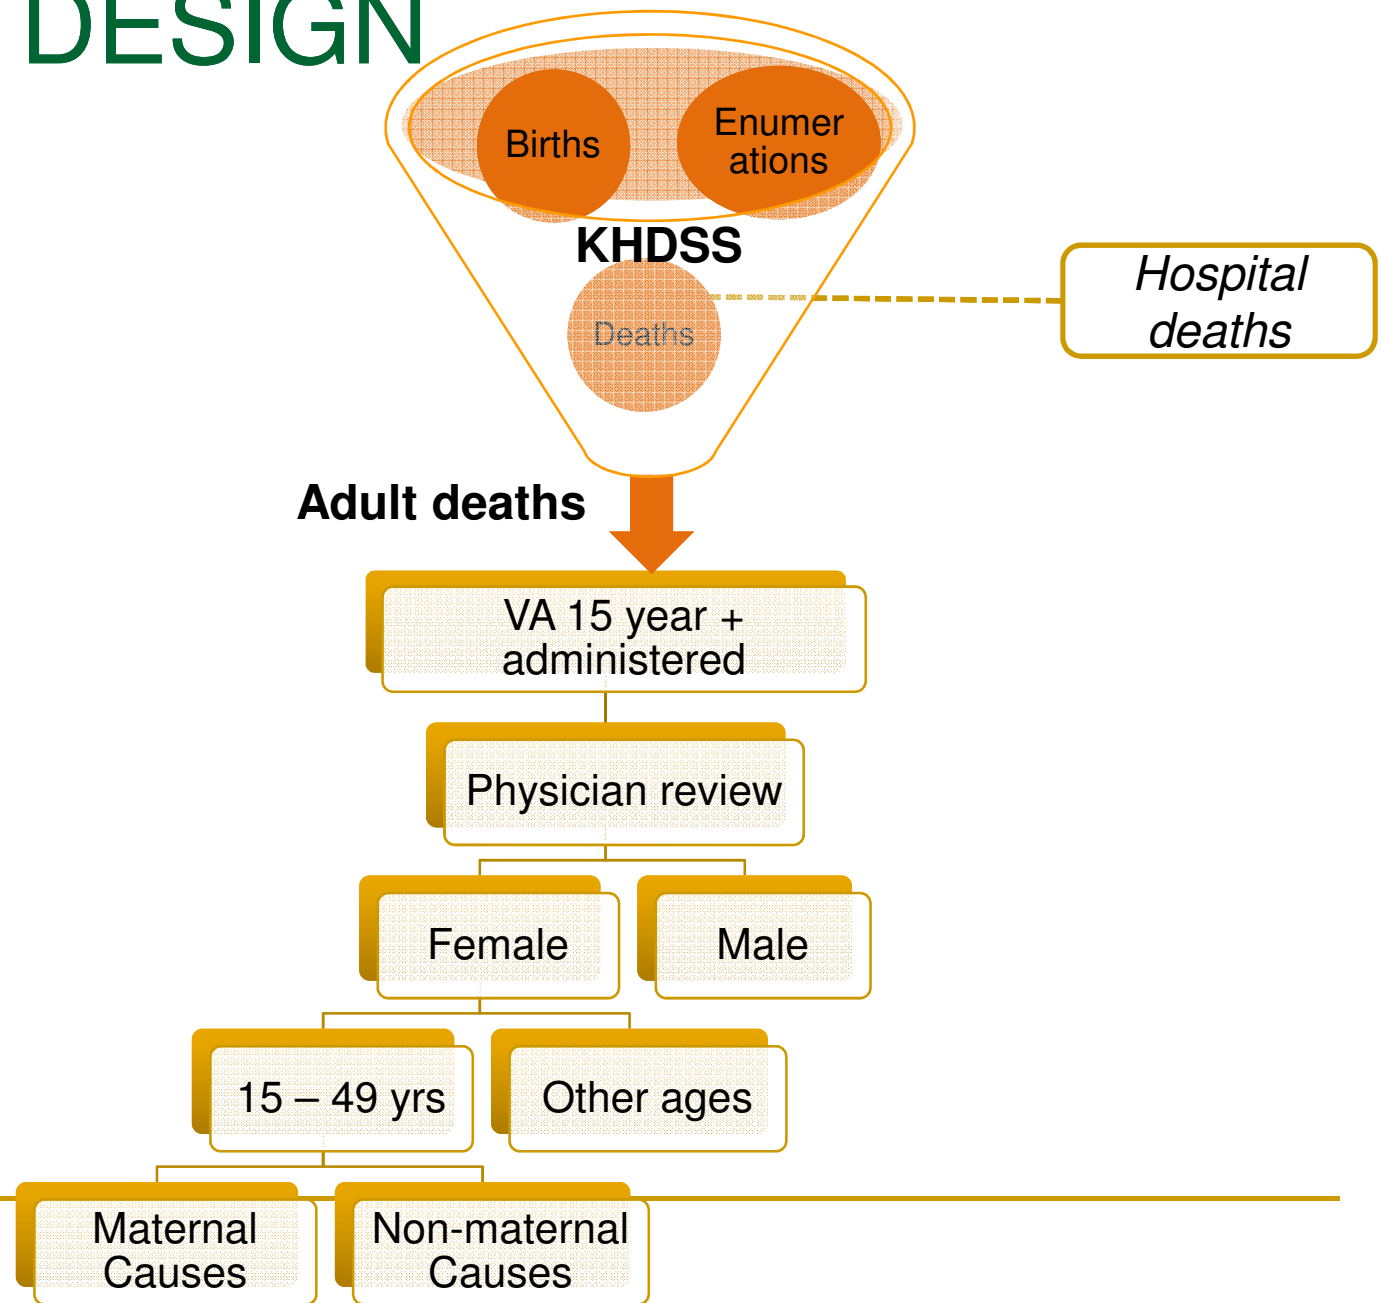 DESIGN
Births
Enumer
ations
KHDSS
Hospital
deaths
Deaths
Adult deaths
VA 15 year +
administered
Physician review
Female
Male
15 – 49 yrs
Other ages
Maternal
Causes
Non-maternal
Causes